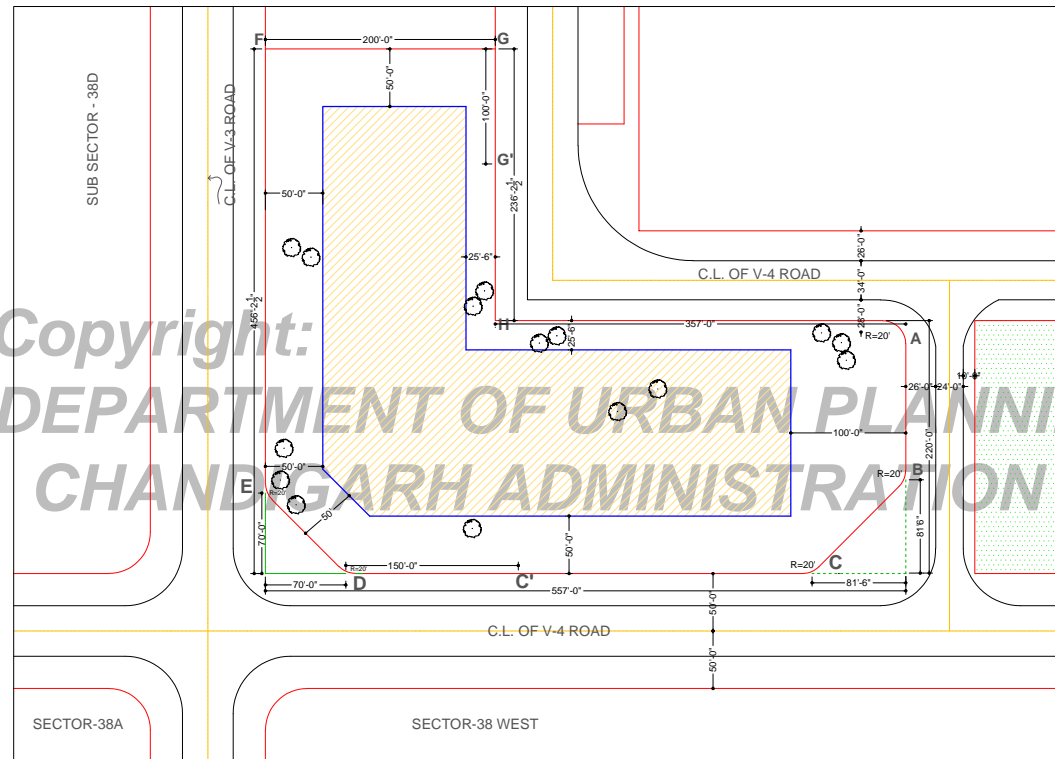 F
200'-0"
G
50'-0"
100'-0"
G'
236'-2½"
SUB SECTOR - 38D
C.L. OF V-3 ROAD
50'-0"
456'-2½"
25'-6"
26'-0"
C.L. OF V-4 ROAD
34'-0"
28'-0"
H
357'-0"
R=20'
A
25'-6"
Copyright:
10'-0"
26'-0"
24'-0"
DEPARTMENT OF URBAN PLANNI
100'-0"
220'-0"
50'-0"
R=20'
B
CHANDIGARH ADMINISTRATION
E
R=20'
50'
70'-0"
50'-0"
81'6"
150'-0"
R=20'
R=20'
C
70'-0"
D
C'
81'-6"
557'-0"
50'-0"
C.L. OF V-4 ROAD
50'-0"
SECTOR-38A
SECTOR-38 WEST